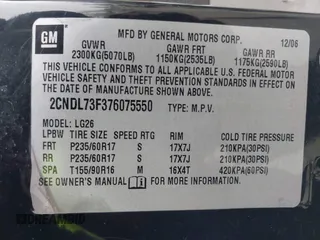 GM
MFD BY GENERAL MOTORS CORP. 12/06
GVWR GAWR FRT GAWR RR
2300KG(5070LB) 1150KG(2535LB) 1175KG(2590LB)
THIS VEHICLE CONFORMS TO ALL APPLICABLE U.S. FEDERAL
MOTOR VEHICLE SAFETY, BUMPER, AND THEFT PREVENTION
STANDARDS IN EFFECT ON THE DATE OF MANUFACTURE
SHOWN ABOVE.
2CNDL73F376075550 TYPE: M.P.V.
MODEL: LG26
LPBW TIRE SIZE SPEED RTG RIM COLD TIRE PRESSURE
FRT P235/60R17 S 17X7J 210KPA(30PSI)
RR P235/60R17 S 17X7J 210KPA(30PSI)
SPA T155/90R16 M 16X4T 420KPA(60PSI)
SEE OWNER'S MANUAL FOR ADDITIONAL INFORMATION.